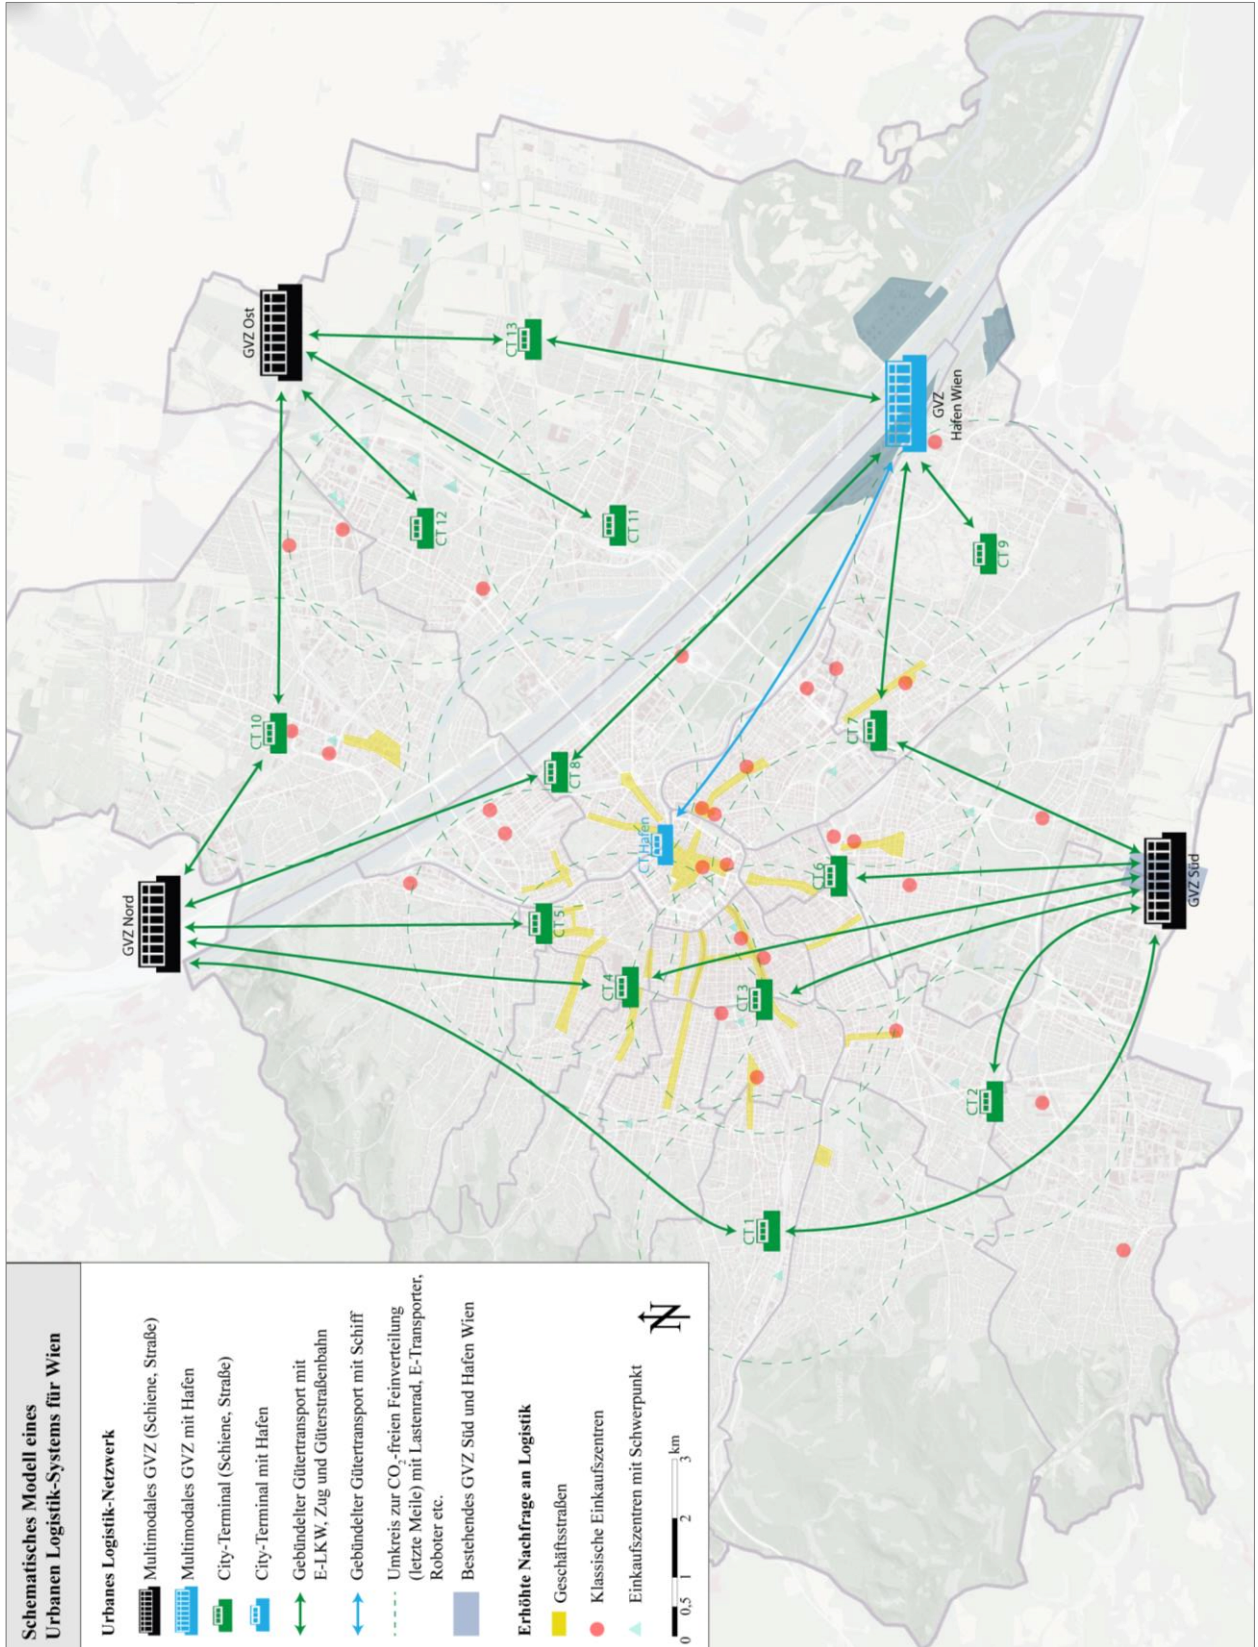 Schematisches Modell eines
Urbanen Logistik-Systems für Wien
Urbanes Logistik-Netzwerk
Multimodales GVZ (Schiene, Straße)
Multimodales GVZ mit Hafen
City-Terminal (Schiene, Straße)
City-Terminal mit Hafen
Gebündelter Gütertransport mit
E-LKW, Zug und Güterstraßenbahn
Gebündelter Gütertransport mit Schiff
Umkreis zur CO₂-freien Feinverteilung
(letzte Meile) mit Lastenrad, E-Transporter,
Roboter etc.
Bestehendes GVZ Süd und Hafen Wien
Erhöhte Nachfrage an Logistik
Geschäftsstraßen
Klassische Einkaufszentren
Einkaufszentren mit Schwerpunkt
0 0,5 1 2 3 km
N
GVZ Nord
GVZ Ost
CT 10
CT 12
CT 13
CT 5
CT 8
CT 4
CT 11
CT Hafen
CT 1
CT 3
CT 6
CT 7
GVZ
Hafen Wien
CT 2
CT 9
GVZ Süd